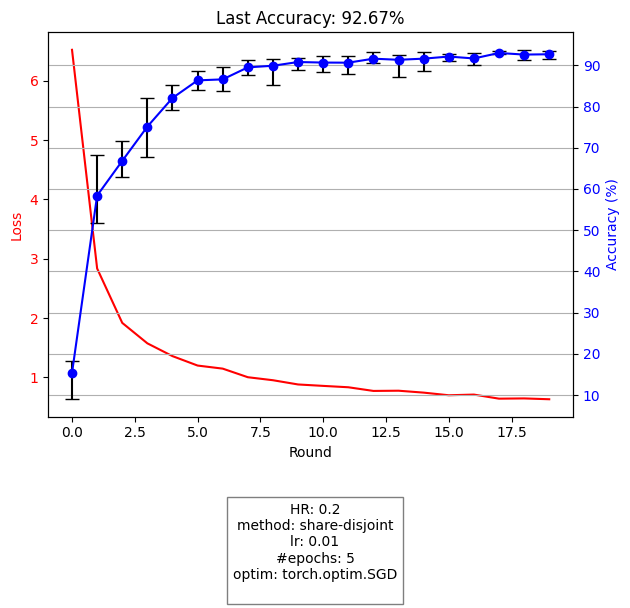 Last Accuracy: 92.67%
6
5
4
3
2
1
Loss
90
80
70
60
50
40
30
20
10
Accuracy (%)
0.0 2.5 5.0 7.5 10.0 12.5 15.0 17.5
Round
HR: 0.2
method: share-disjoint
lr: 0.01
#epochs: 5
optim: torch.optim.SGD